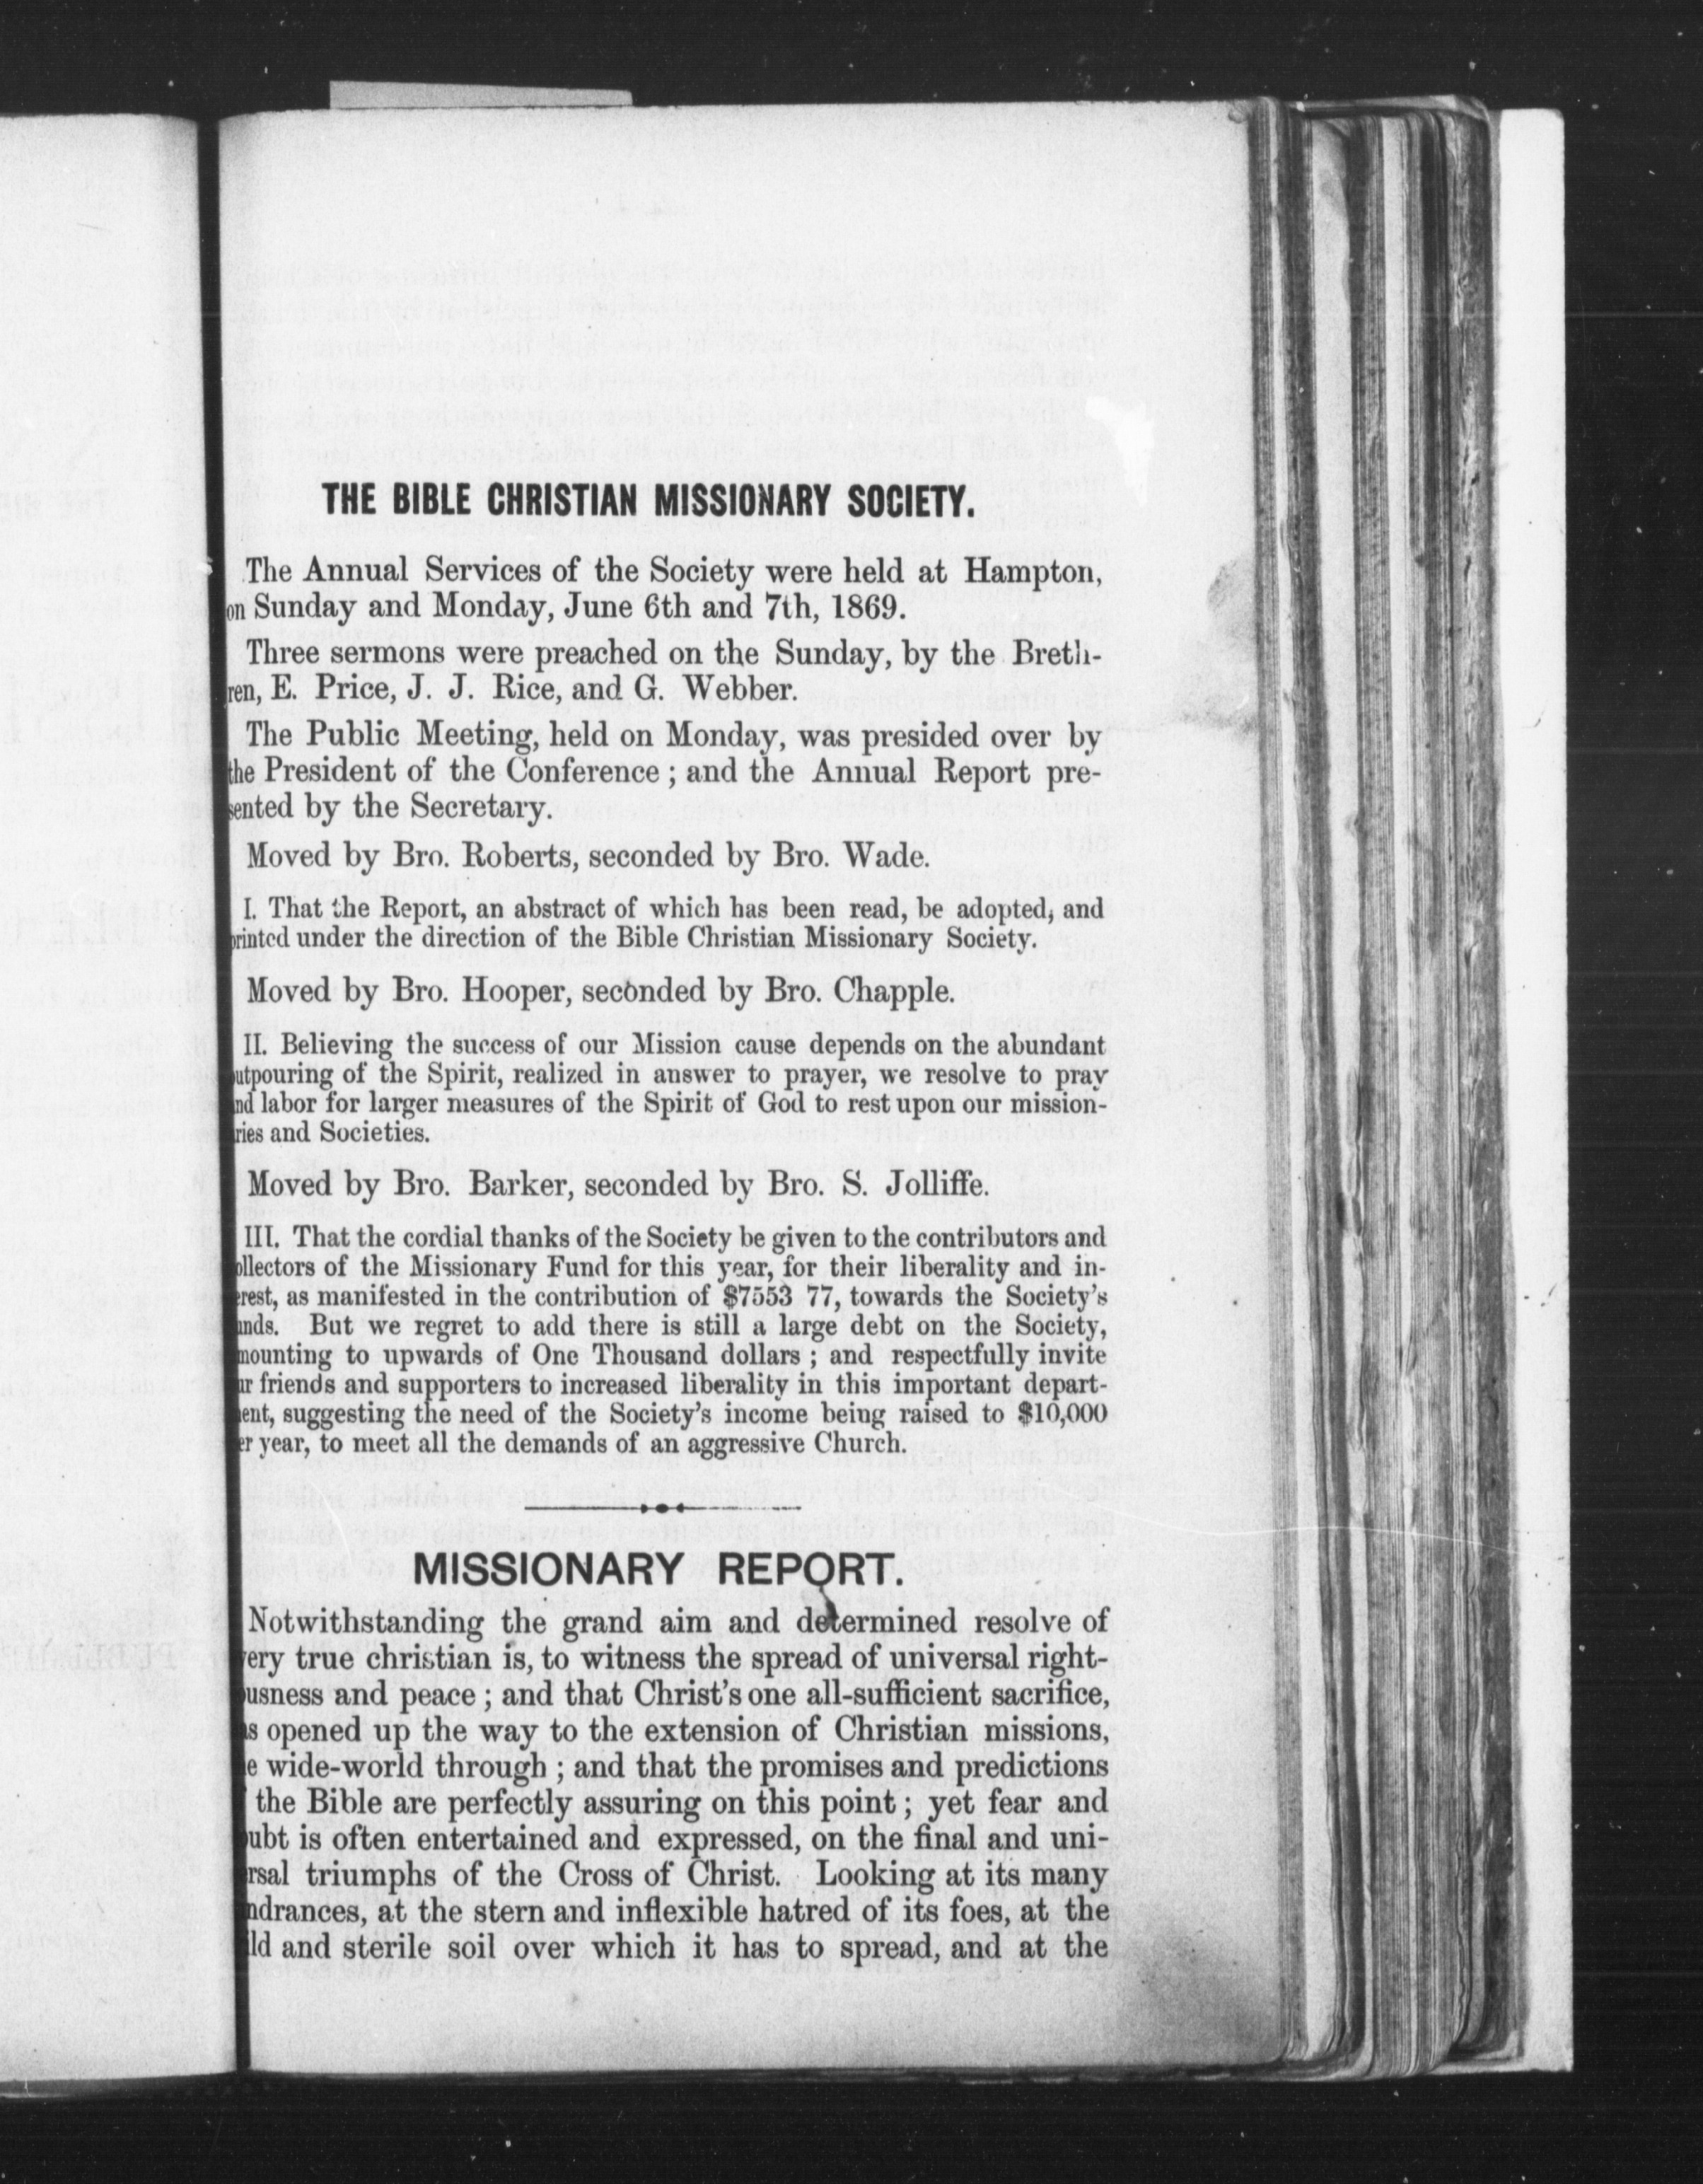 THE BIBLE CHRISTIAN MISSIONARY SOCIETY.
The Annual Services of the Society were held at Hampton,
on Sunday and Monday, June 6th and 7th, 1869.
Three sermons were preached on the Sunday, by the Breth-
ren, E. Price, J. J. Rice, and G. Webber.
The Public Meeting, held on Monday, was presided over by
the President of the Conference ; and the Annual Report pre-
sented by the Secretary.
Moved by Bro. Roberts, seconded by Bro. Wade.
I. That the Report, an abstract of which has been read, be adopted, and
printed under the direction of the Bible Christian Missionary Society.
Moved by Bro. Hooper, seconded by Bro. Chapple.
II. Believing the success of our Mission cause depends on the abundant
utpouring of the Spirit, realized in answer to prayer, we resolve to pray
nd labor for larger measures of the Spirit of God to rest upon our mission-
ries and Societies.
Moved by Bro. Barker, seconded by Bro. S. Jolliffe.
III. That the cordial thanks of the Society be given to the contributors and
ollectors of the Missionary Fund for this year, for their liberality and in-
erest, as manifested in the contribution of $7553 77, towards the Society's
unds. But we regret to add there is still a large debt on the Society,
mounting to upwards of One Thousand dollars ; and respectfully invite
ur friends and supporters to increased liberality in this important depart-
ent, suggesting the need of the Society's income being raised to $10,000
er year, to meet all the demands of an aggressive Church.
MISSIONARY REPORT.
Notwithstanding the grand aim and determined resolve of
very true christian is, to witness the spread of universal right-
ousness and peace ; and that Christ's one all-sufficient sacrifice,
as opened up the way to the extension of Christian missions,
e wide-world through ; and that the promises and predictions
the Bible are perfectly assuring on this point ; yet fear and
oubt is often entertained and expressed, on the final and uni-
ersal triumphs of the Cross of Christ. Looking at its many
ndrances, at the stern and inflexible hatred of its foes, at the
ld and sterile soil over which it has to spread, and at the